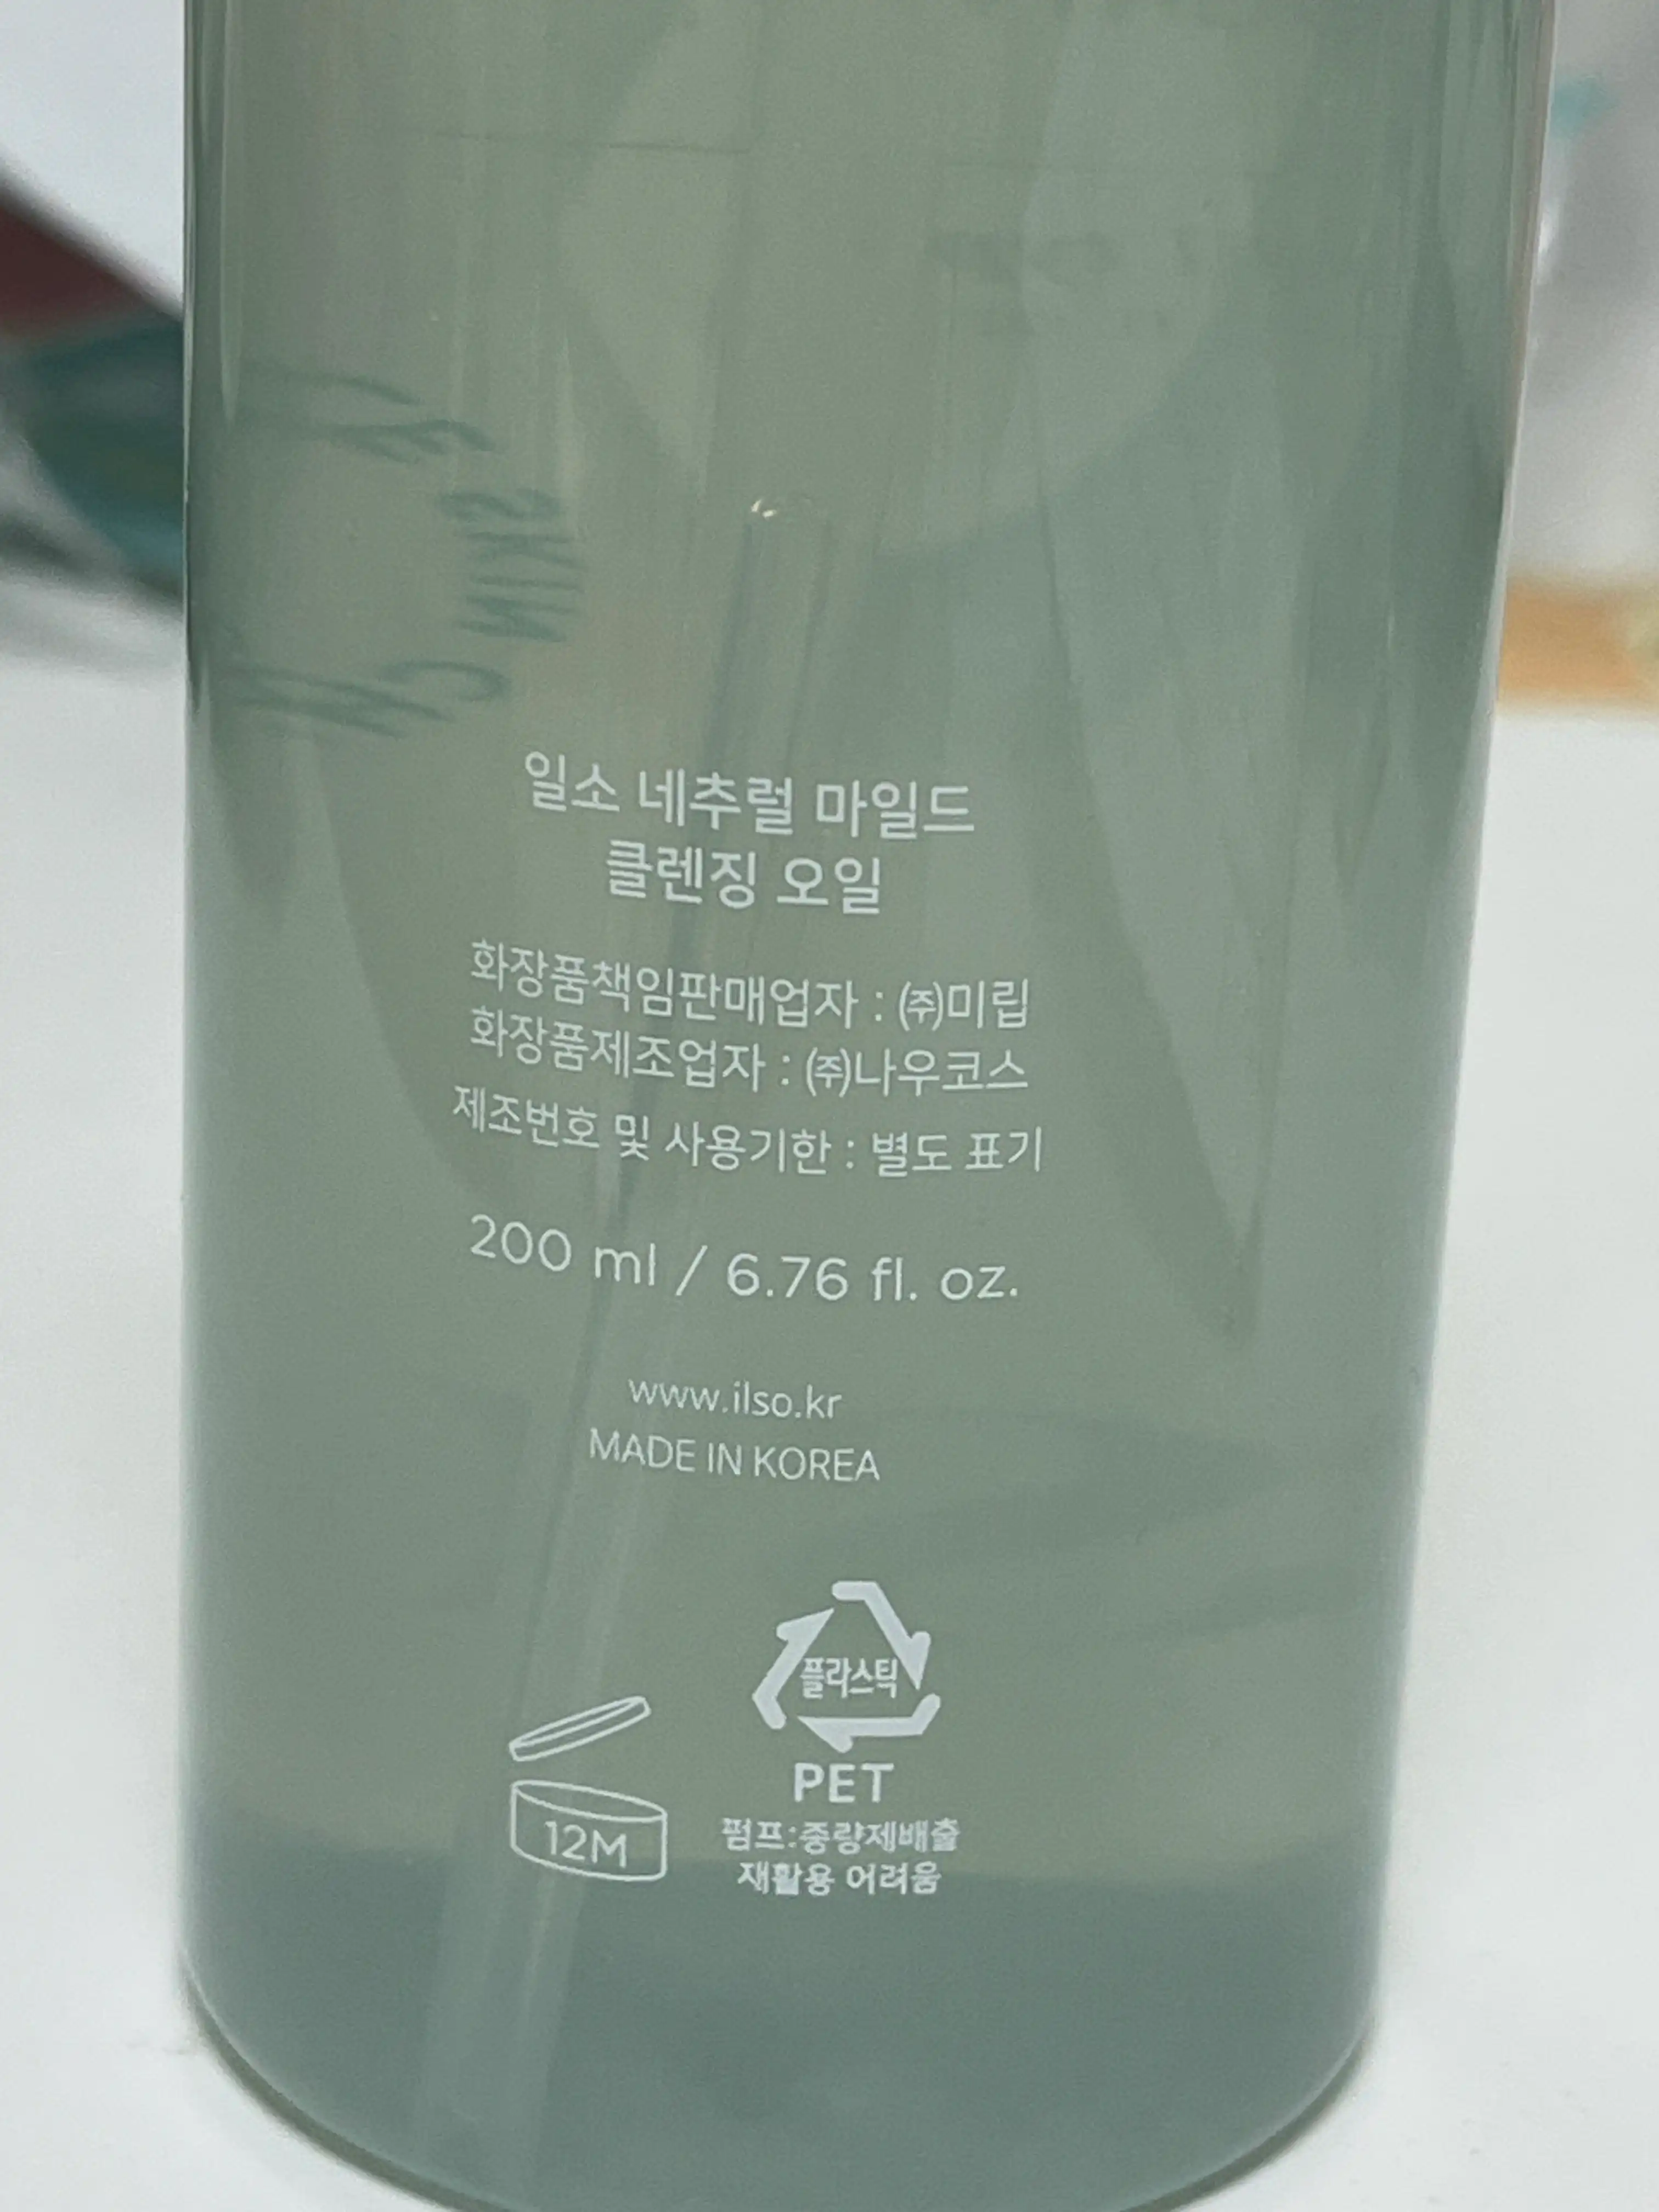 SKIN
일소 네추럴 마일드
클렌징 오일
화장품책임판매업자 : ㈜미립
화장품제조업자 : ㈜나우코스
제조번호 및 사용기한 : 별도 표기
200 ml / 6.76 fl. oz.
www.ilso.kr
MADE IN KOREA
플라스틱
PET
12M
펌프:중량제배출
재활용 어려움